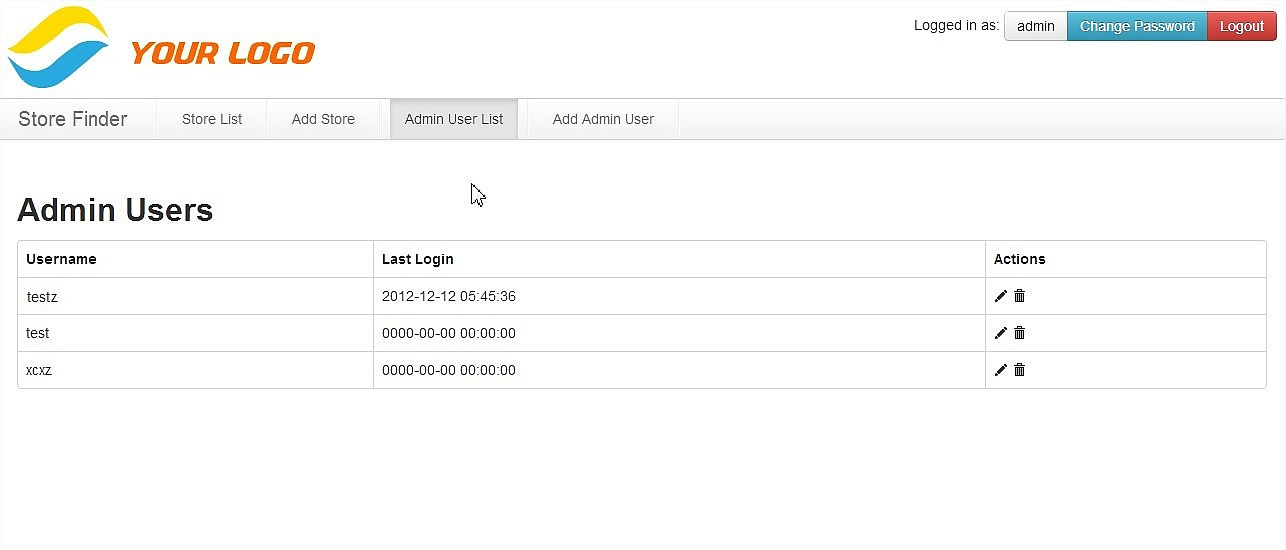 YOUR LOGO
Logged in as: admin Change Password Logout
Store Finder Store List Add Store Admin User List Add Admin User
Admin Users
Username Last Login Actions
testz 2012-12-12 05:45:36
test 0000-00-00 00:00:00
xcxz 0000-00-00 00:00:00